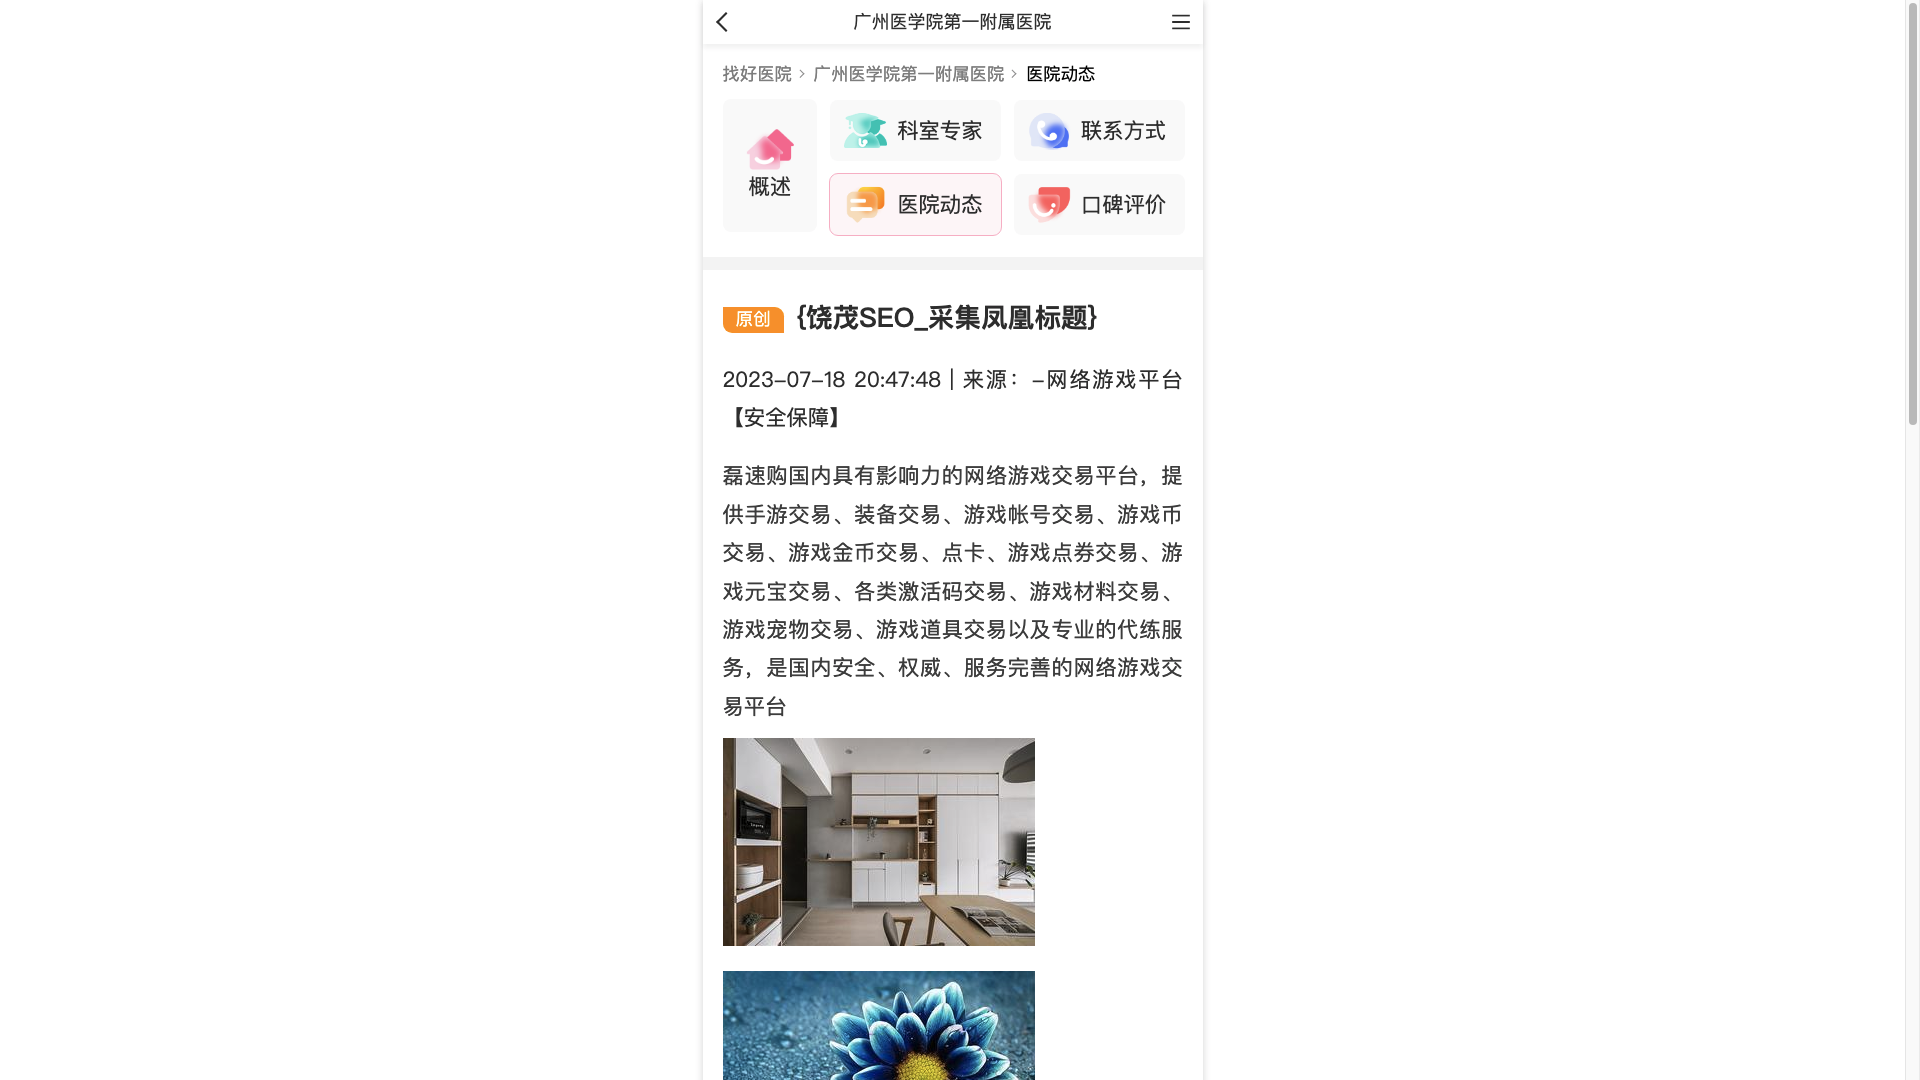 广州医学院第一附属医院
找好医院 > 广州医学院第一附属医院 > 医院动态
概述
科室专家
联系方式
医院动态
口碑评价
原创 {饶茂SEO_采集凤凰标题}
2023-07-18 20:47:48 | 来源：-网络游戏平台
【安全保障】
磊速购国内具有影响力的网络游戏交易平台，提
供手游交易、装备交易、游戏帐号交易、游戏币
交易、游戏金币交易、点卡、游戏点券交易、游
戏元宝交易、各类激活码交易、游戏材料交易、
游戏宠物交易、游戏道具交易以及专业的代练服
务，是国内安全、权威、服务完善的网络游戏交
易平台